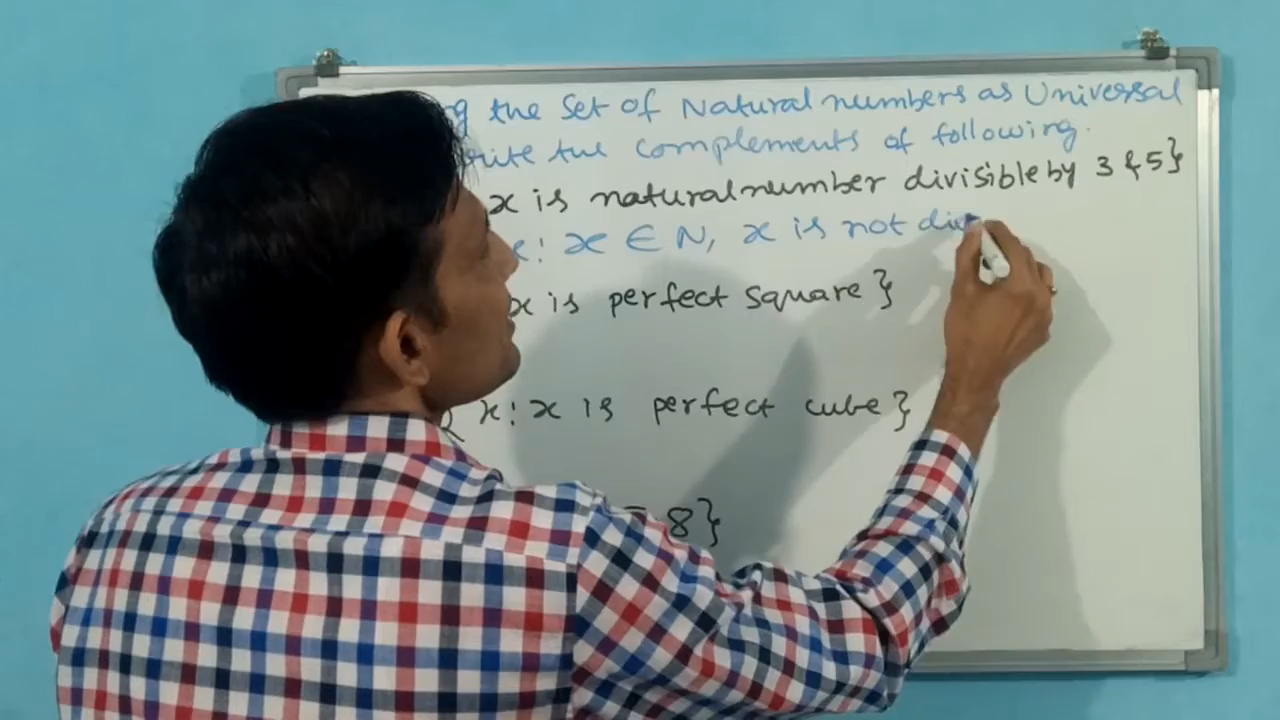 g the Set of Natural numbers as Universal
rite the complements of following.
x is natural number divisible by 3 & 5}
x: x ∈ N, x is not div
x is perfect square}
{ x: x is perfect cube}
= 8}